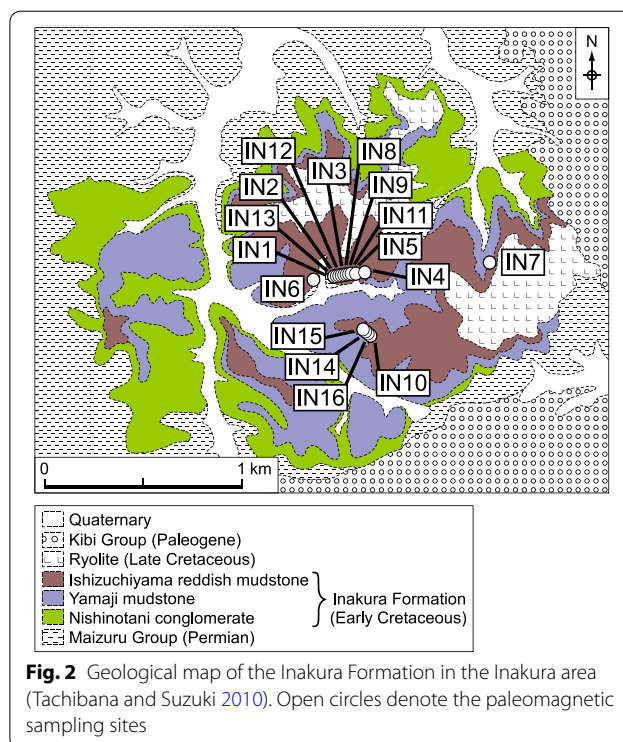 N
IN8
IN12
IN3
IN2
IN9
IN13
IN11
IN1
IN5
IN7
IN6
IN4
IN15
IN14
IN10
IN16
0 1 km
Quaternary
Kibi Group (Paleogene)
Ryolite (Late Cretaceous)
Ishizuchiyama reddish mudstone
Yamaji mudstone
Nishinotani conglomerate
Maizuru Group (Permian)
Inakura Formation
(Early Cretaceous)
Fig. 2 Geological map of the Inakura Formation in the Inakura area
(Tachibana and Suzuki 2010). Open circles denote the paleomagnetic
sampling sites